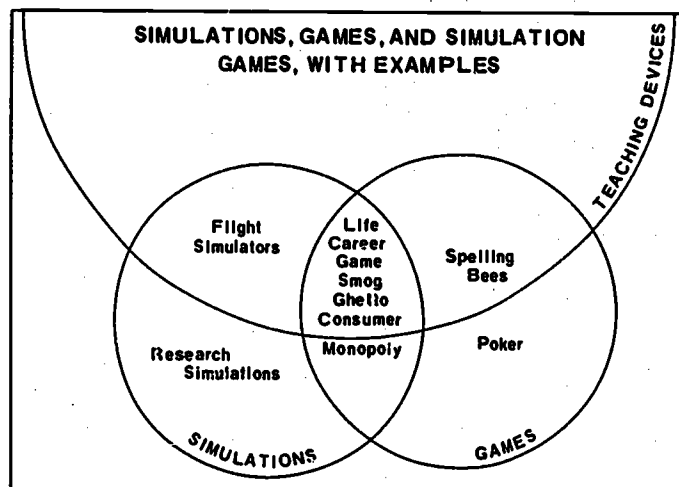 SIMULATIONS, GAMES, AND SIMULATION
GAMES, WITH EXAMPLES
TEACHING DEVICES
Flight
Simulators
Life
Career
Game
Smog
Ghetto
Consumer
Monopoly
Spelling
Bees
Research
Simulations
Poker
SIMULATIONS
GAMES